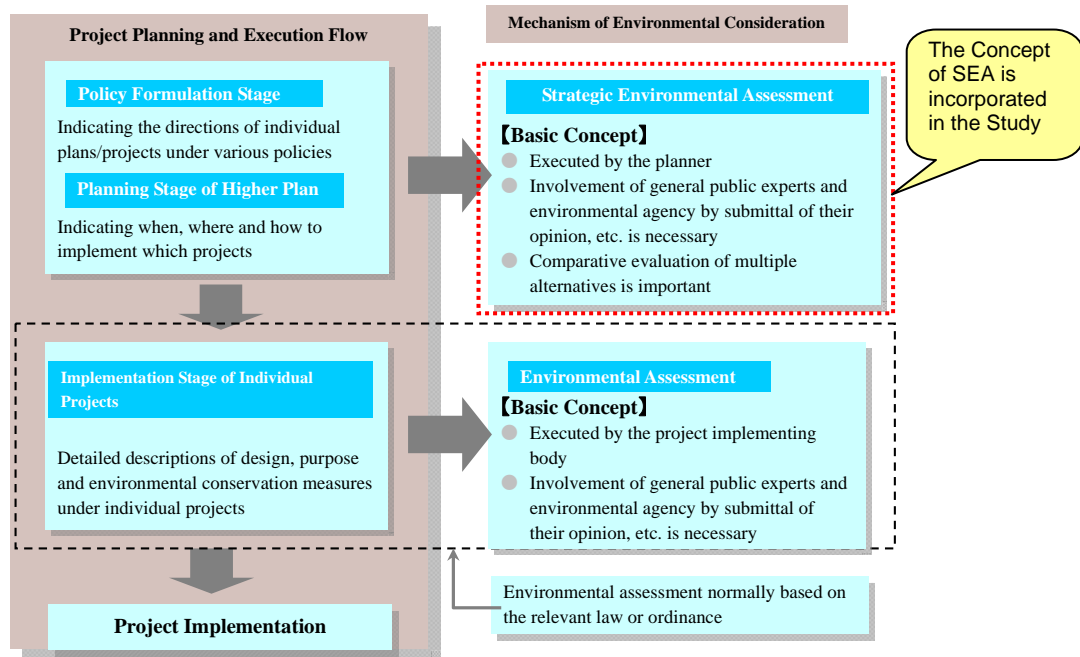 Project Planning and Execution Flow
Policy Formulation Stage
Indicating the directions of individual
plans/projects under various policies
Planning Stage of Higher Plan
Indicating when, where and how to
implement which projects
Implementation Stage of Individual
Projects
Detailed descriptions of design, purpose
and environmental conservation measures
under individual projects
Project Implementation
Mechanism of Environmental Consideration
Strategic Environmental Assessment
【Basic Concept】
Executed by the planner
Involvement of general public experts and
environmental agency by submittal of their
opinion, etc. is necessary
Comparative evaluation of multiple
alternatives is important
The Concept
of SEA is
incorporated
in the Study
Environmental Assessment
【Basic Concept】
Executed by the project implementing
body
Involvement of general public experts and
environmental agency by submittal of
their opinion, etc. is necessary
Environmental assessment normally based on
the relevant law or ordinance